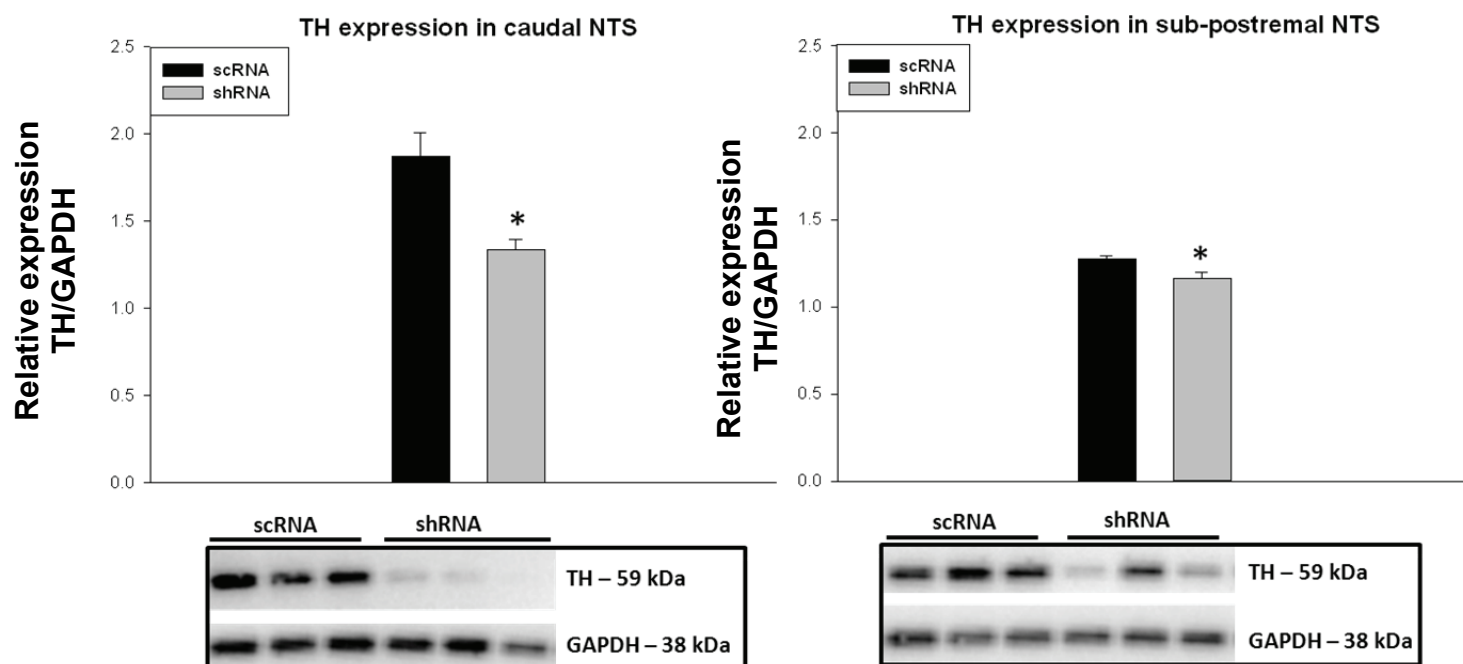 TH expression in caudal NTS
2.5
2.0
1.5
1.0
0.5
0.0
scRNA
shRNA
Relative expression
TH/GAPDH
*
scRNA shRNA
TH – 59 kDa
GAPDH – 38 kDa
TH expression in sub-postremal NTS
2.5
2.0
1.5
1.0
0.5
0.0
scRNA
shRNA
Relative expression
TH/GAPDH
*
scRNA shRNA
TH – 59 kDa
GAPDH – 38 kDa